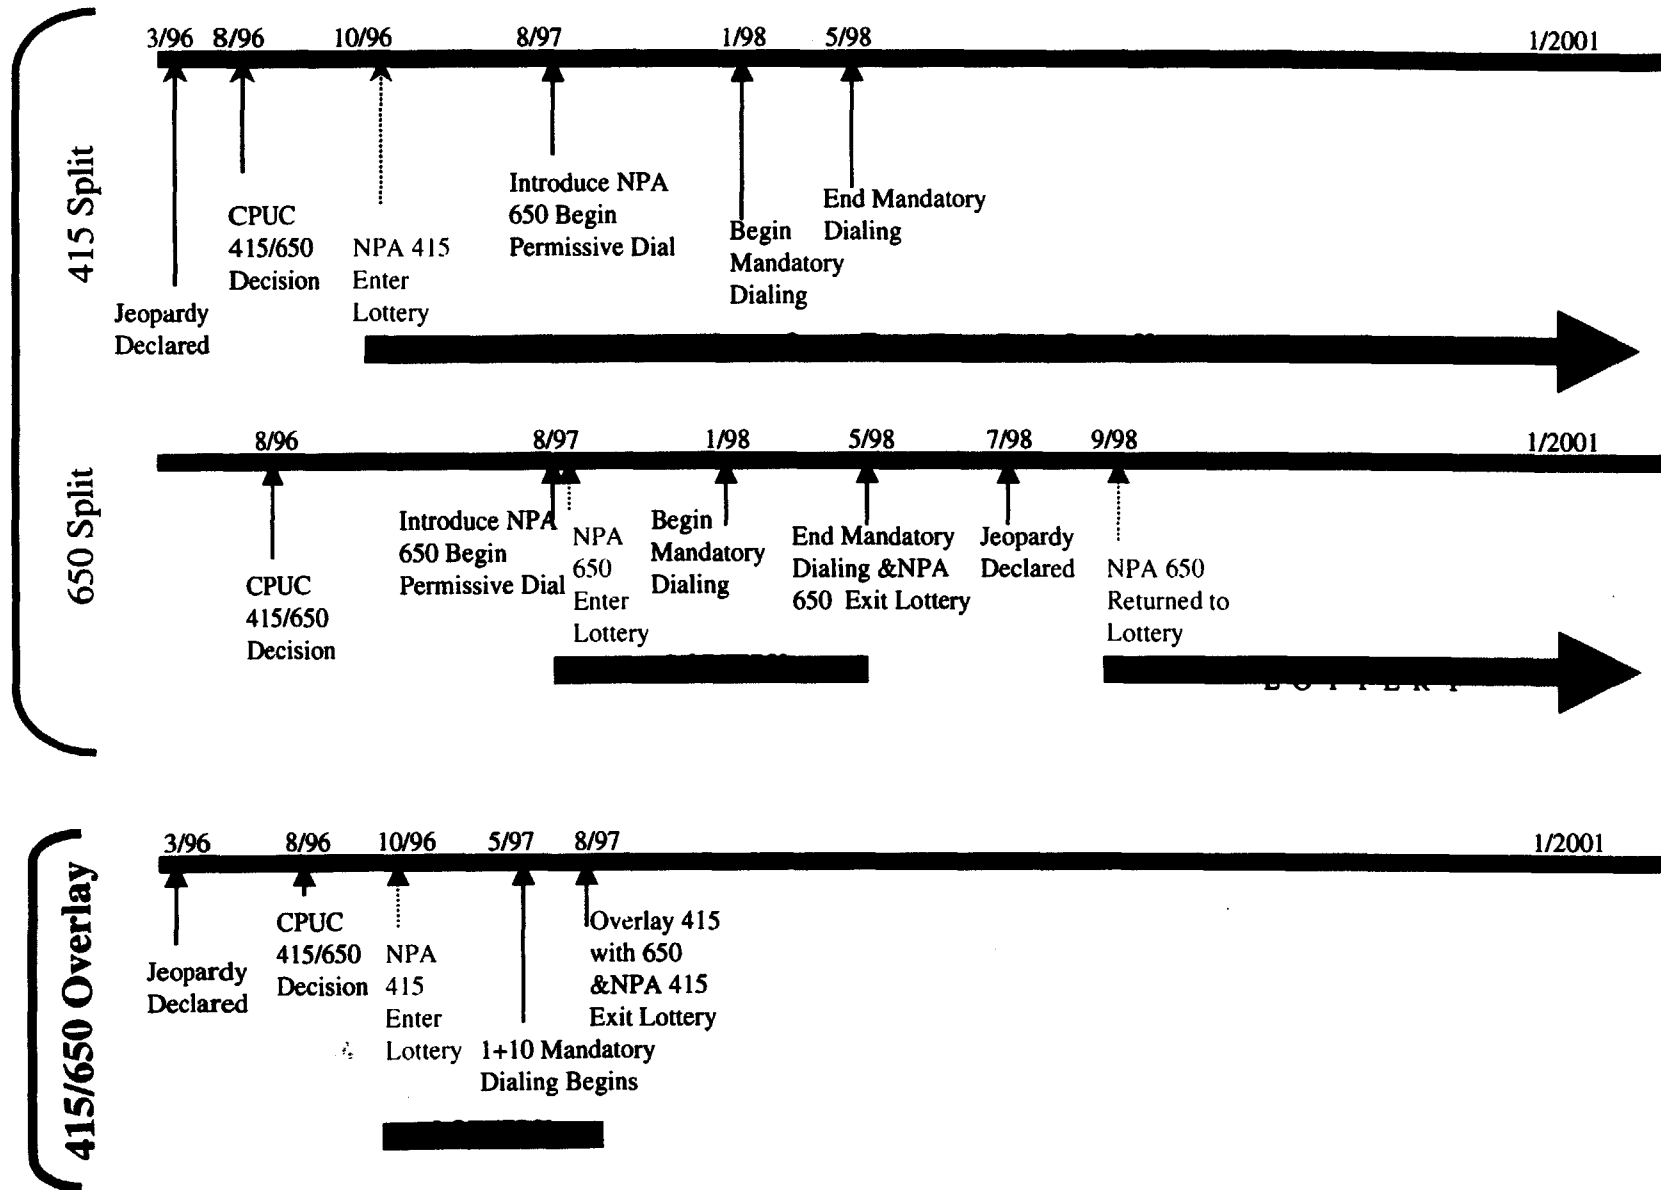 3/96 8/96 10/96 8/97 1/98 5/98 1/2001
415 Split
Jeopardy
Declared
CPUC
415/650
Decision
NPA 415
Enter
Lottery
Introduce NPA
650 Begin
Permissive Dial
Begin
Mandatory
Dialing
End Mandatory
Dialing
8/96 8/97 1/98 5/98 7/98 9/98 1/2001
650 Split
CPUC
415/650
Decision
Introduce NPA
650 Begin
Permissive Dial
NPA
650
Enter
Lottery
Begin
Mandatory
Dialing
End Mandatory
Dialing &NPA
650 Exit Lottery
Jeopardy
Declared
NPA 650
Returned to
Lottery
LOTTERY
3/96 8/96 10/96 5/97 8/97 1/2001
415/650 Overlay
Jeopardy
Declared
CPUC
415/650
Decision
NPA
415
Enter
Lottery
1+10 Mandatory
Dialing Begins
Overlay 415
with 650
&NPA 415
Exit Lottery